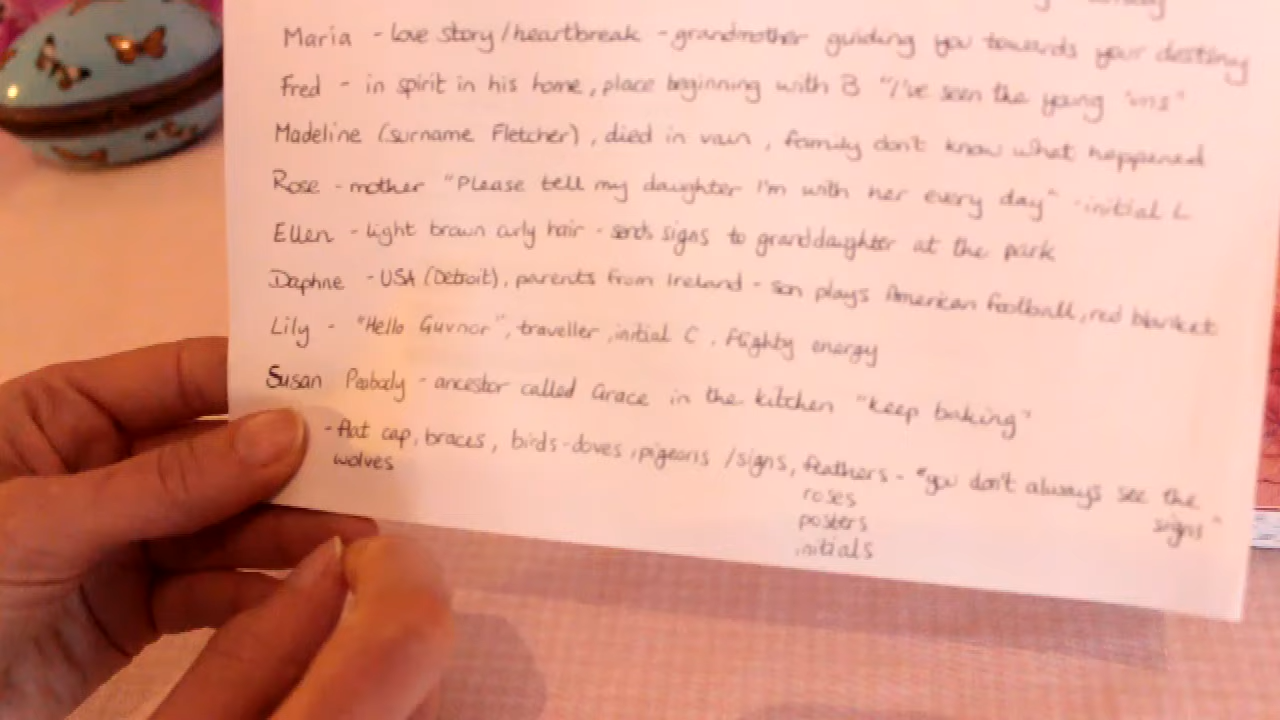 Maria - love story/heartbreak - grandmother guiding you towards your destiny
Fred - in spirit in his home, place beginning with B "I've seen the young 'uns"
Madeline (surname Fletcher), died in vain, family don't know what happened
Rose - mother "Please tell my daughter I'm with her every day" - initial L
Ellen - light brown curly hair - sends signs to granddaughter at the park
Daphne - USA (Detroit), parents from Ireland - son plays American football, red blanket
Lily - "Hello Guvnor", traveller, initial C, flighty energy
Susan Peabody - ancestor called Grace in the kitchen "keep baking"
- flat cap, braces, birds - doves, pigeons / signs, feathers - "you don't always see the
wolves
roses
signs"
posters
initials